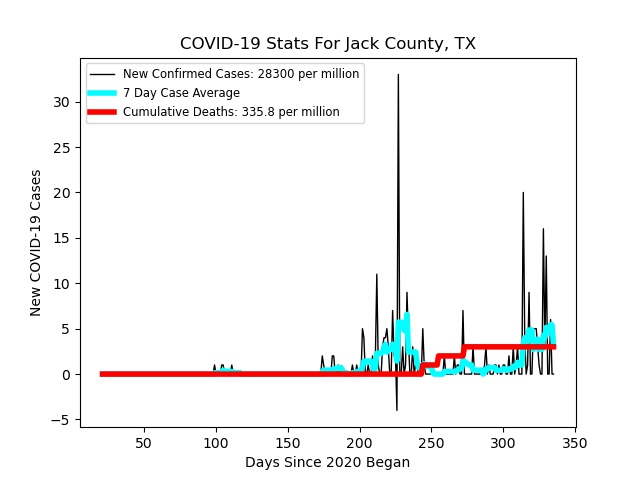 COVID-19 Stats For Jack County, TX
New Confirmed Cases: 28300 per million
7 Day Case Average
Cumulative Deaths: 335.8 per million
New COVID-19 Cases
30
25
20
15
10
5
0
−5
50 100 150 200 250 300 350
Days Since 2020 Began